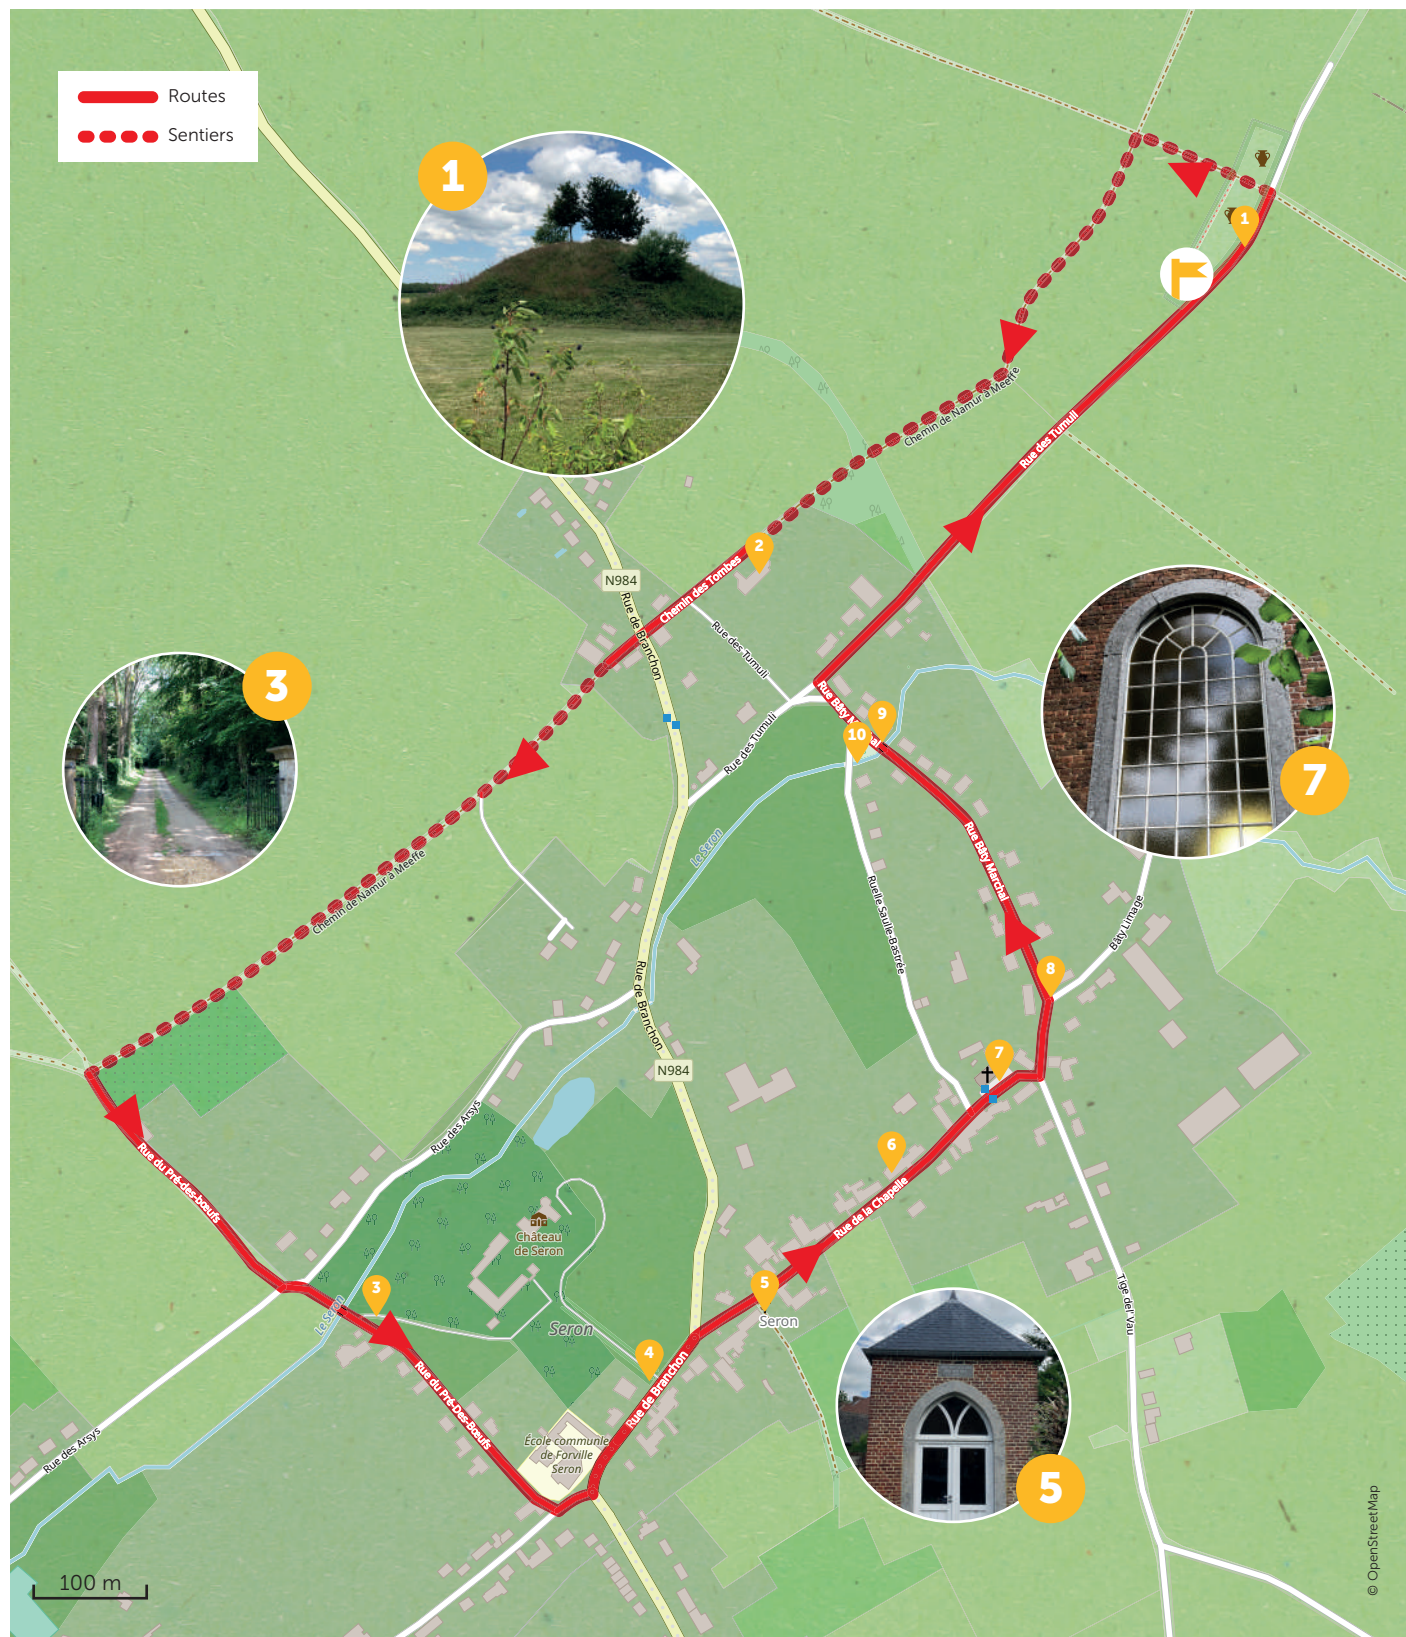 Routes
Sentiers
1
1
Chemin de Namur à Meeffe
Rue des Tumuli
2
Chemin des Tombes
N984
Rue de Branchon
Rue des Tumuli
3
Rue Bâty Marchal
9
10
7
Rue des Tumuli
Le Seron
Rue Bâty Marchal
Chemin de Namur à Meeffe
Ruelle Saulle-Bastrée
Bâty Limage
8
Rue de Branchon
7
N984
Rue des Arsys
6
Rue du Pré-des-bœufs
Rue de la Chapelle
Château
de Seron
3
5
Le Seron
Seron
Seron
Tige del' Vau
4
Rue du Pré-Des-Bœufs
Rue de Branchon
École communle
de Forville
Seron
Rue des Arsys
5
100 m
© OpenStreetMap